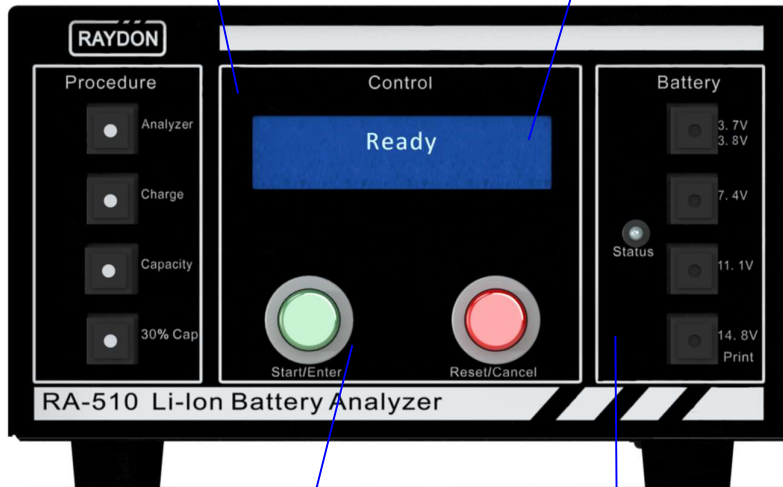 RAYDON
Procedure
Analyzer
Charge
Capacity
30% Cap
Control
Ready
Start/Enter
Reset/Cancel
Battery
3. 7V
3. 8V
7. 4V
Status
11. 1V
14. 8V
Print
RA-510 Li-Ion Battery Analyzer